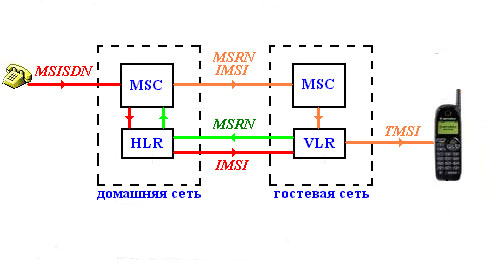 MSISDN
MSC
MSRN
IMSI
MSC
HLR
MSRN
IMSI
VLR
TMSI
домашняя сеть
гостевая сеть